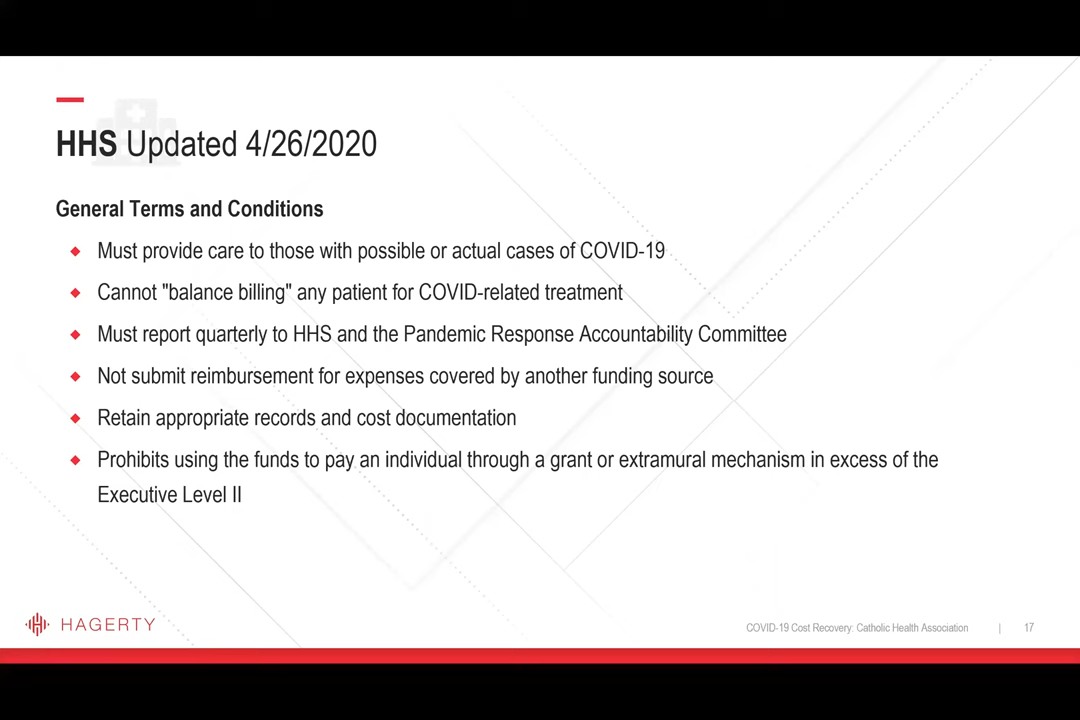 HHS Updated 4/26/2020
General Terms and Conditions
Must provide care to those with possible or actual cases of COVID-19
Cannot "balance billing" any patient for COVID-related treatment
Must report quarterly to HHS and the Pandemic Response Accountability Committee
Not submit reimbursement for expenses covered by another funding source
Retain appropriate records and cost documentation
Prohibits using the funds to pay an individual through a grant or extramural mechanism in excess of the
Executive Level II
HAGERTY
COVID-19 Cost Recovery: Catholic Health Association | 17